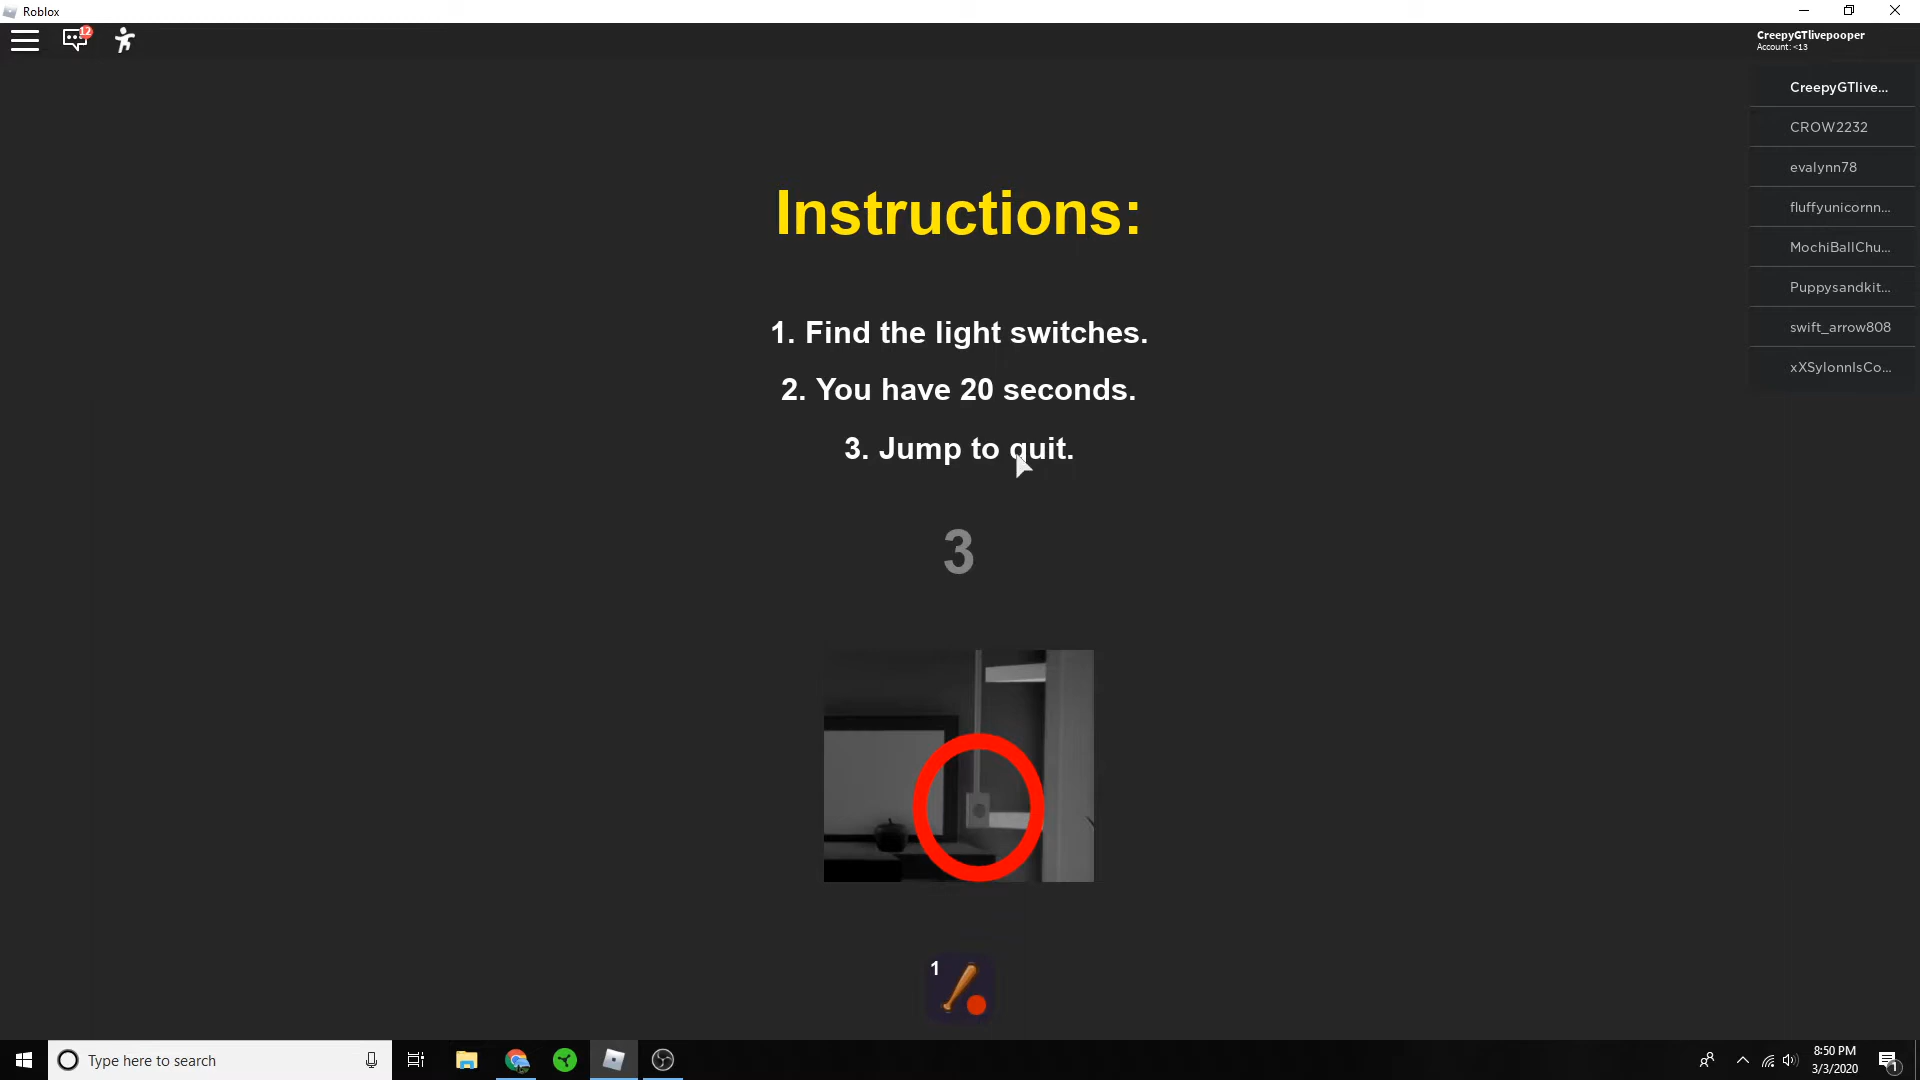 Roblox
12
CreepyGTlivepooper
Account: <13
CreepyGTlive...
CROW2232
evalynn78
fluffyunicornn...
MochiBallChu...
Puppysandkit...
swift_arrow808
xXSylonnIsCo...
Instructions:
1. Find the light switches.
2. You have 20 seconds.
3. Jump to quit.
3
1
Type here to search
8:50 PM
3/3/2020
1